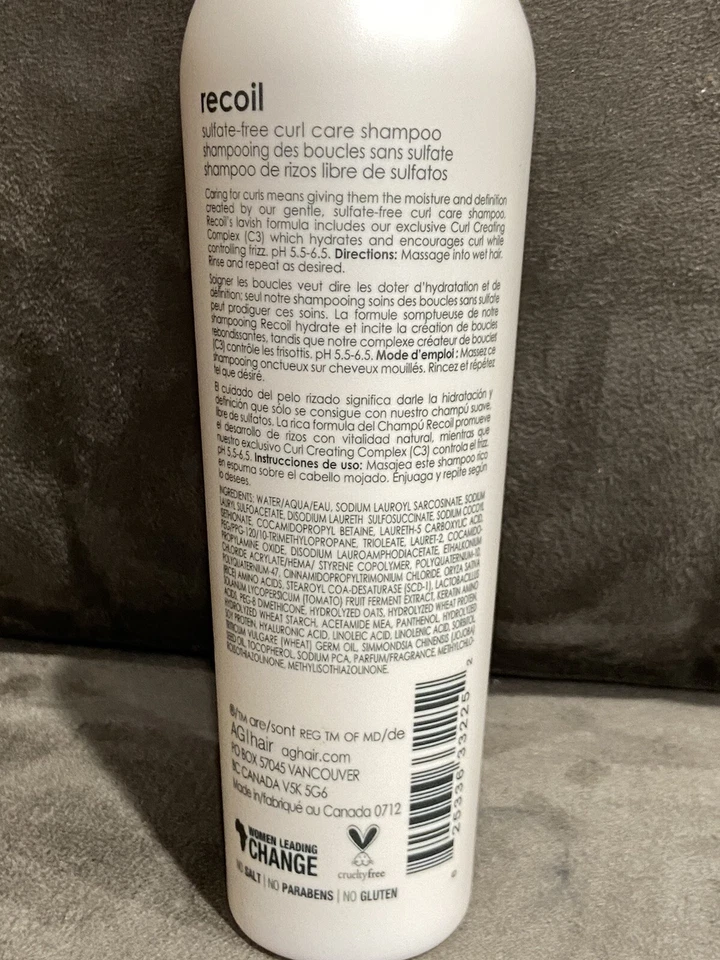 recoil
sulfate-free curl care shampoo
shampooing des boucles sans sulfate
shampoo de rizos libre de sulfatos
Caring for curls means giving them the moisture and definition
created by our gentle, sulfate-free curl care shampoo.
Recoil's lavish formula includes our exclusive Curl Creating
Complex (C3) which hydrates and encourages curl while
controlling frizz. pH 5.5-6.5. Directions: Massage into wet hair.
Rinse and repeat as desired.
Soigner les boucles veut dire les doter d'hydratation et de
définition; seul notre shampooing soins des boucles sans sulfate
peut prodiguer ces soins. La formule somptueuse de notre
shampooing Recoil hydrate et incite la création de boucles
rebondissantes, tandis que notre complexe créateur de boucles
(C3) contrôle les frisottis. pH 5.5-6.5. Mode d'emploi : Massez ce
shampooing onctueux sur cheveux mouillés. Rincez et répétez
tel que désiré.
El cuidado del pelo rizado significa darle la hidratación y
definición que sólo se consigue con nuestro champú suave,
libre de sulfatos. La rica formula del Champú Recoil promueve
el desarrollo de rizos con vitalidad natural, mientras que
nuestro exclusivo Curl Creating Complex (C3) controla el frizz.
pH 5.5-6.5. Instrucciones de uso: Masajea este shampoo rico
en espuma sobre el cabello mojado. Enjuaga y repite según
lo desees.
INGREDIENTS: WATER/AQUA/EAU, SODIUM LAUROYL SARCOSINATE, SODIUM
LAURYL SULFOACETATE, DISODIUM LAURETH SULFOSUCCINATE, SODIUM COCOYL
ISETHIONATE, COCAMIDOPROPYL BETAINE, LAURETH-5 CARBOXYLIC ACID,
PEG/PPG-120/10-TRIMETHYLOPROPANE, TRIOLEATE, LAURET-2, COCAMIDO-
PROPYLAMINE OXIDE, DISODIUM LAUROAMPHODIACETATE, ETHALKONIUM
CHLORIDE ACRYLATE/HEMA/ STYRENE COPOLYMER, POLYQUATERNIUM-10,
POLYQUATERNIUM-47, CINNAMIDOPROPYLTRIMONIUM CHLORIDE, ORYZA SATIVA
(RICE) AMINO ACIDS, STEAROYL COA-DESATURASE (SCD-1), LACTOBACILLUS
SOLANUM LYCOPERSICUM (TOMATO) FRUIT FERMENT EXTRACT, KERATIN AMINO
ACIDS, PEG-8 DIMETHICONE, HYDROLYZED OATS, HYDROLYZED WHEAT PROTEIN,
HYDROLYZED WHEAT STARCH, ACETAMIDE MEA, PANTHENOL, HYDROLYZED
SOY PROTEIN, HYALURONIC ACID, LINOLEIC ACID, LINOLENIC ACID, SORBITOL
TRITICUM VULGARE (WHEAT) GERM OIL, SIMMONDSIA CHINENSIS (JOJOBA)
SEED OIL, TOCOPHEROL, SODIUM PCA, PARFUM/FRAGRANCE, METHYLCHLO-
ROISOTHIAZOLINONE, METHYLISOTHIAZOLINONE.
®/TM are/sont REG TM OF MD/de
AG|hair aghair.com
PO BOX 57045 VANCOUVER
BC CANADA V5K 5G6
Made in/fabriqué au Canada 0712
WOMEN LEADING
CHANGE
crueltyfree
NO SALT | NO PARABENS | NO GLUTEN
6 25336 33225 2